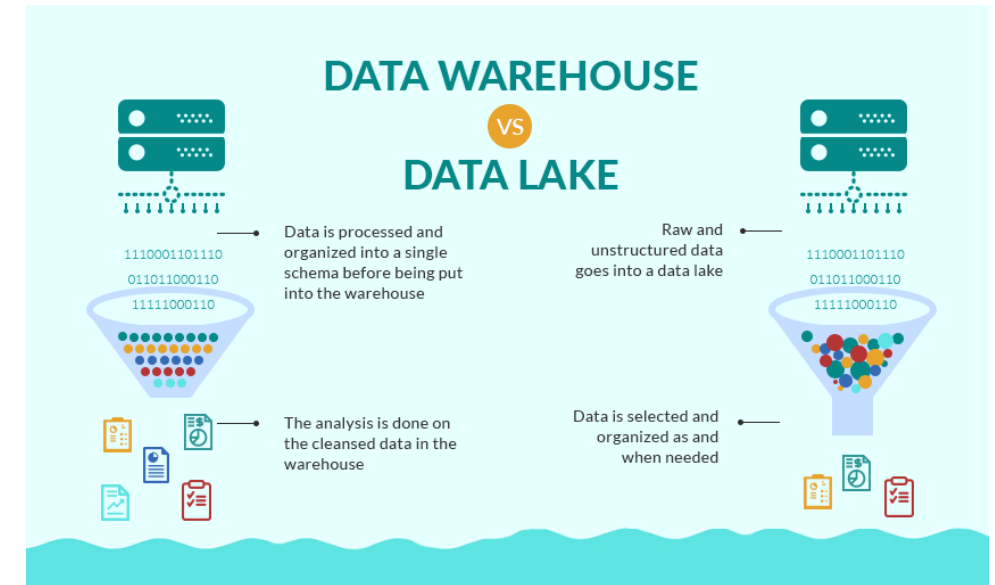 DATA WAREHOUSE
VS
DATA LAKE
Data is processed and
organized into a single
schema before being put
into the warehouse
1110001101110
011011000110
11111000110
The analysis is done on
the cleansed data in the
warehouse
Raw and
unstructured data
goes into a data lake
1110001101110
011011000110
11111000110
Data is selected and
organized as and
when needed